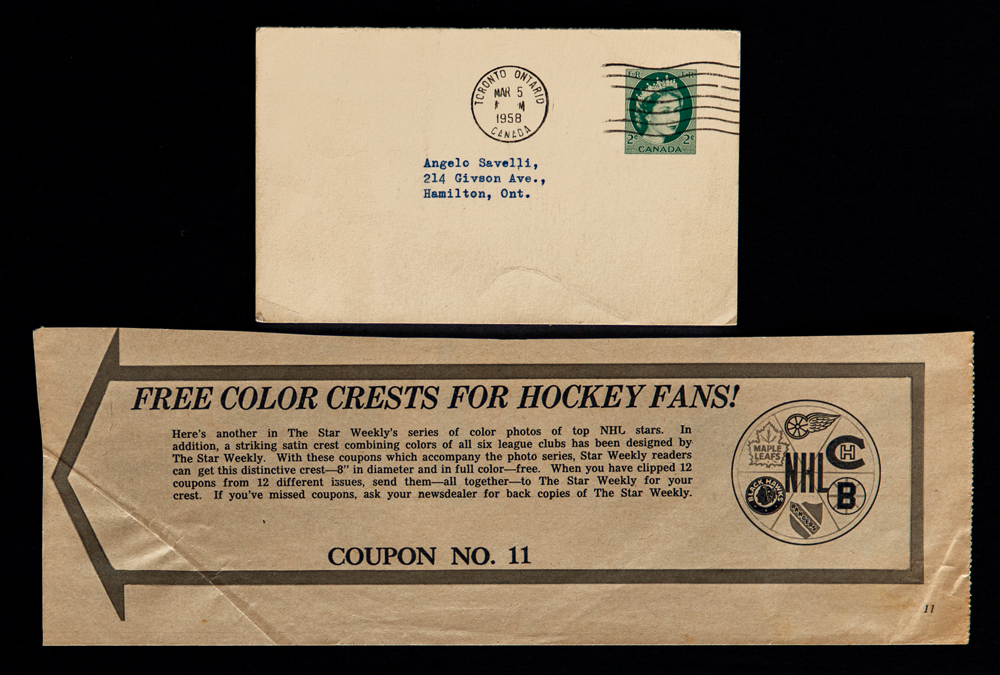 TORONTO ONTARIO
MAR 5
M
1958
CANADA
E R
E R
2¢
2¢
CANADA
Angelo Savelli,
214 Givson Ave.,
Hamilton, Ont.
FREE COLOR CRESTS FOR HOCKEY FANS!
Here's another in The Star Weekly's series of color photos of top NHL stars. In
addition, a striking satin crest combining colors of all six league clubs has been designed by
The Star Weekly. With these coupons which accompany the photo series, Star Weekly readers
can get this distinctive crest—8" in diameter and in full color—free. When you have clipped 12
coupons from 12 different issues, send them—all together—to The Star Weekly for your
crest. If you've missed coupons, ask your newsdealer for back copies of The Star Weekly.
MAPLE
LEAFS
C
H
NHL
BLACK HAWKS
B
RANGERS
COUPON NO. 11
11